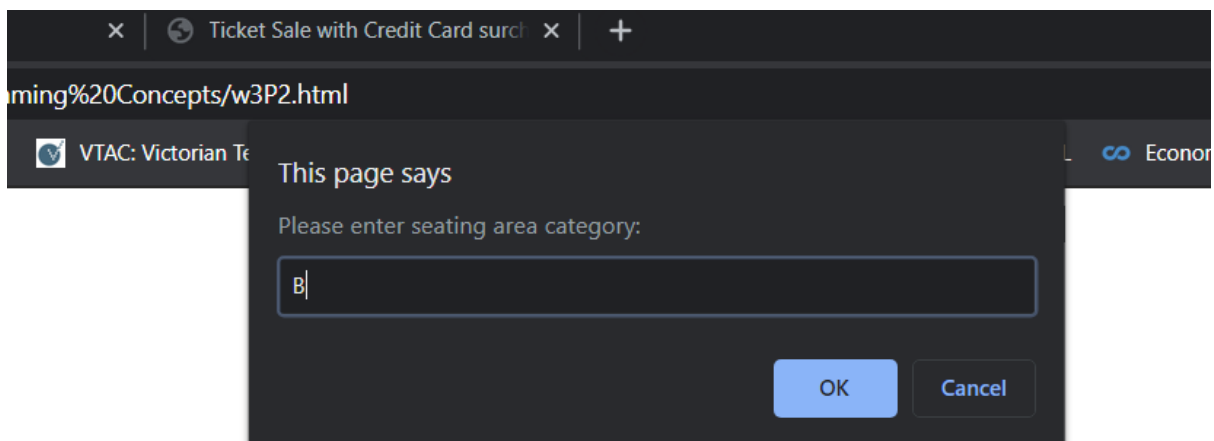 Ticket Sale with Credit Card surch
mming%20Concepts/w3P2.html
VTAC: Victorian Te
Econor
This page says
Please enter seating area category:
B
OK Cancel